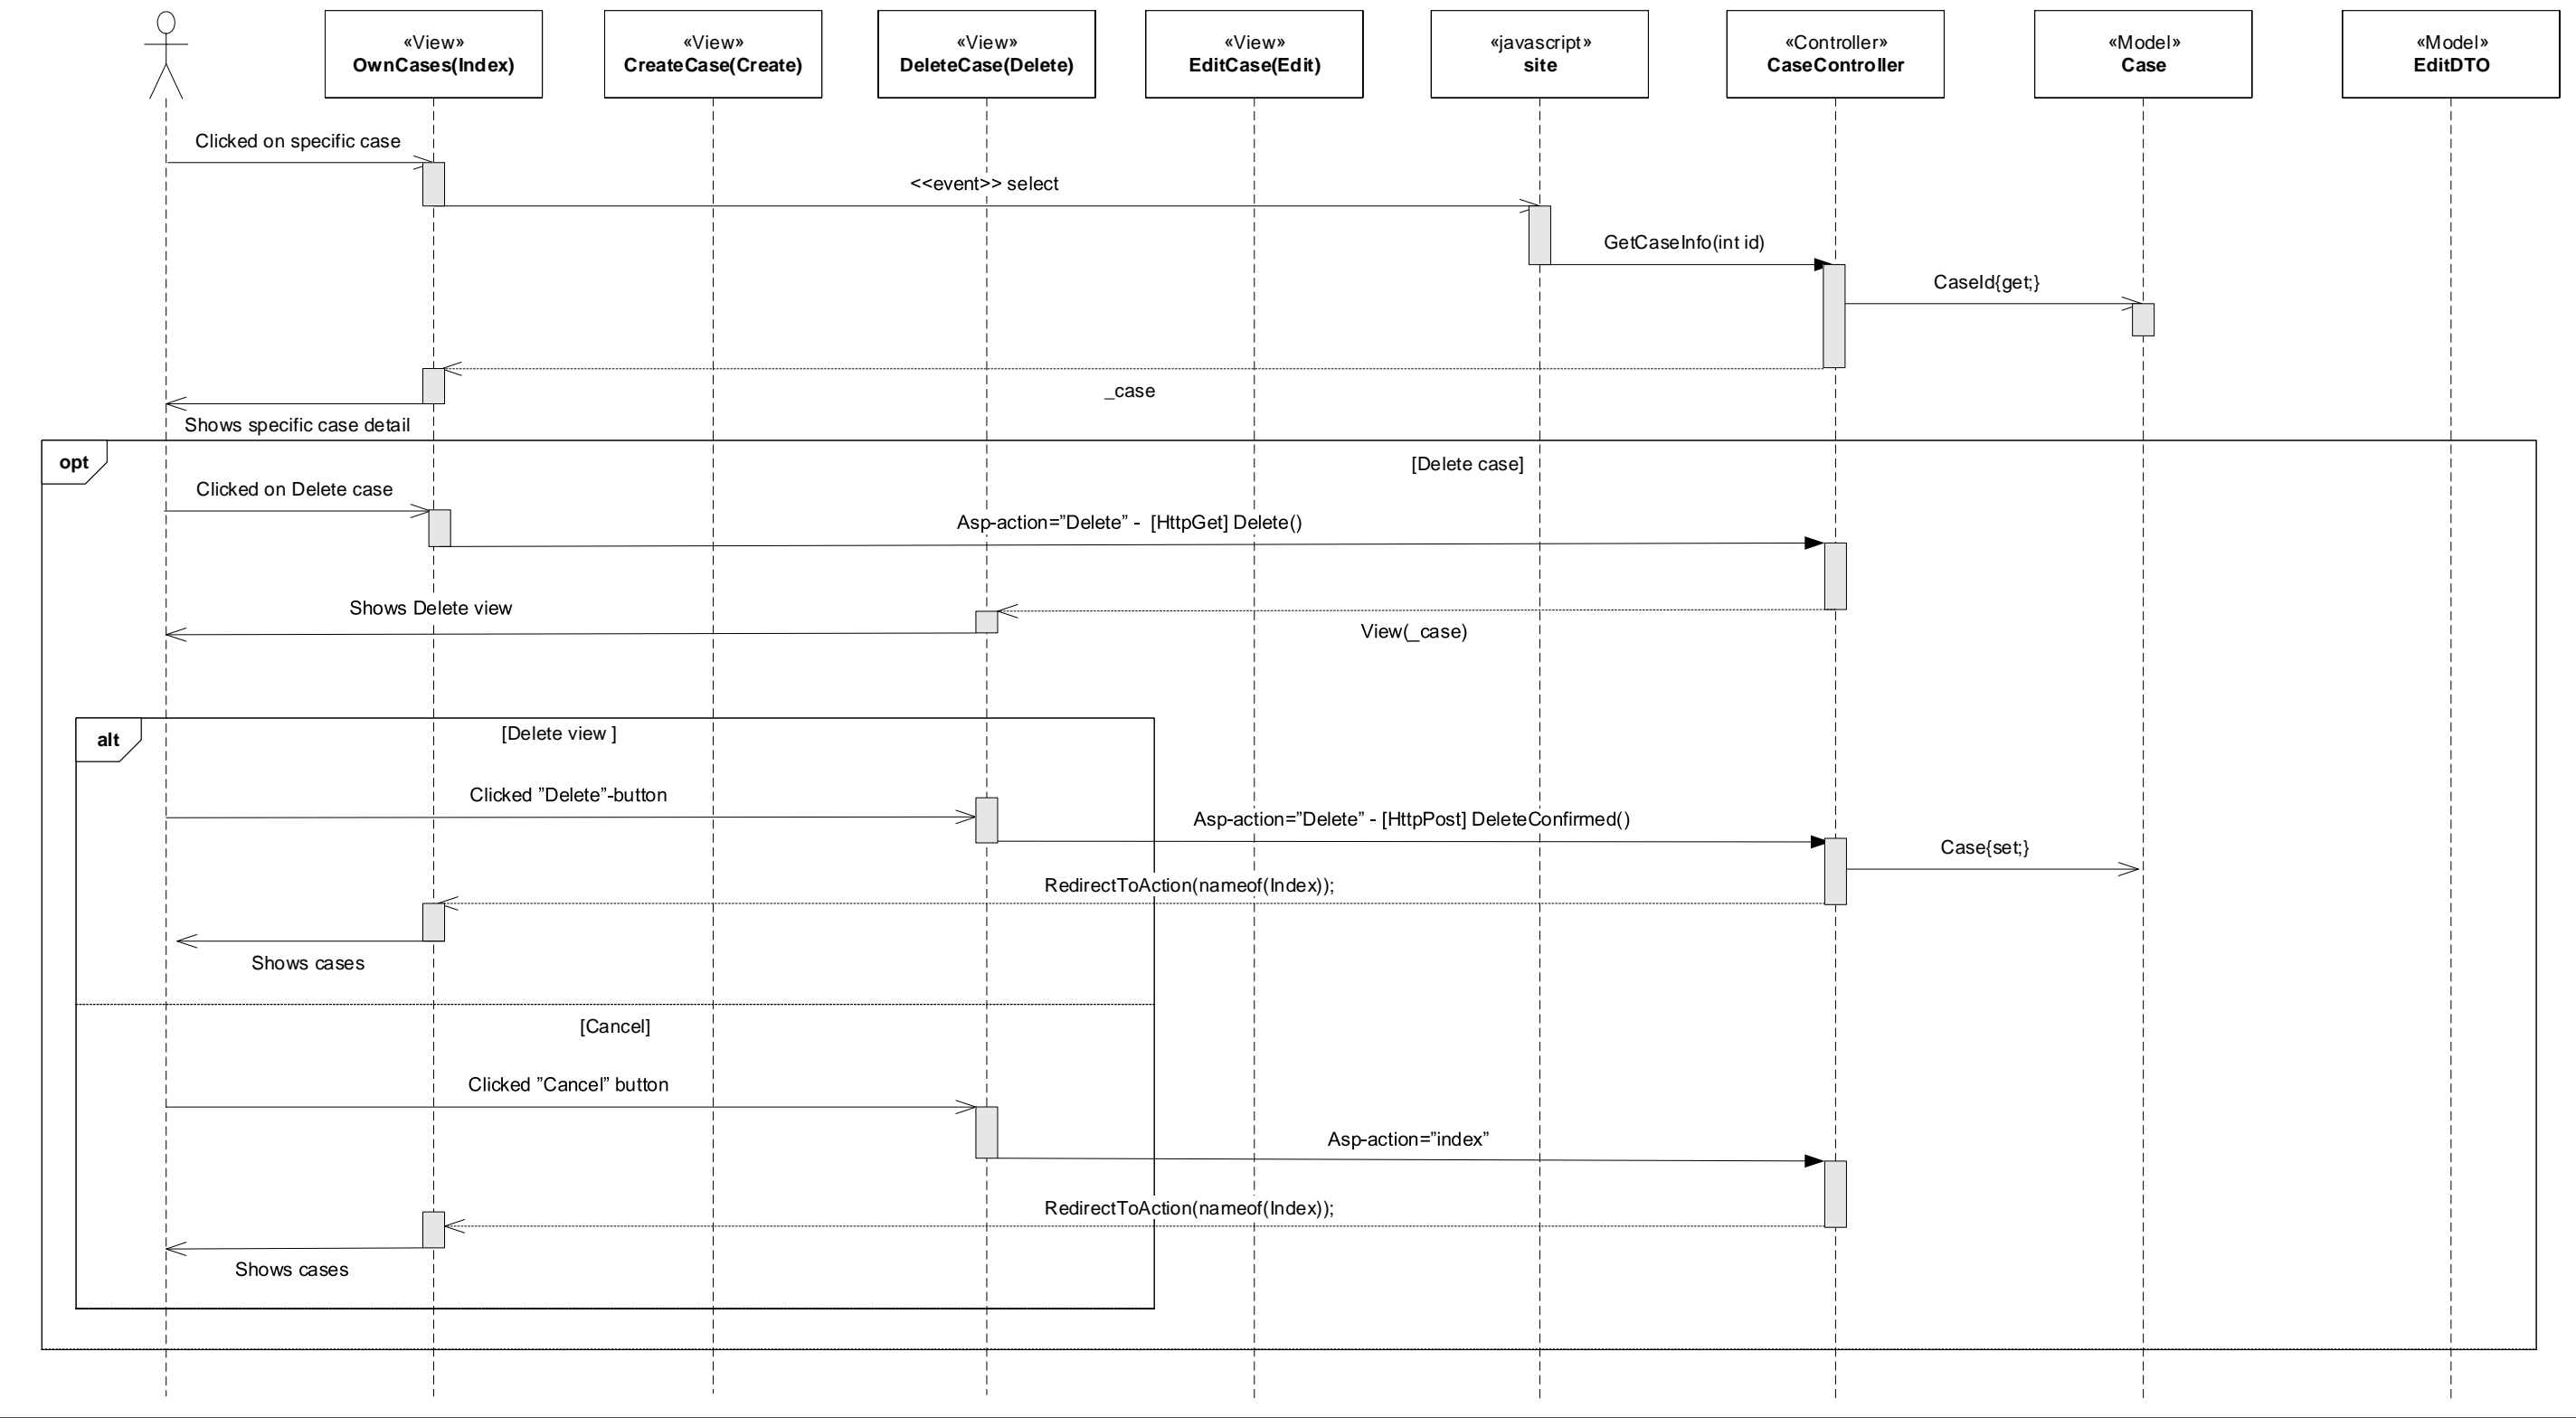 «View»
OwnCases(Index)
«View»
CreateCase(Create)
«View»
DeleteCase(Delete)
«View»
EditCase(Edit)
«javascript»
site
«Controller»
CaseController
«Model»
Case
«Model»
EditDTO
Clicked on specific case
<<event>> select
GetCaseInfo(int id)
CaseId{get;}
_case
Shows specific case detail
opt
[Delete case]
Clicked on Delete case
Asp-action=”Delete” - [HttpGet] Delete()
Shows Delete view
View(_case)
alt
[Delete view ]
Clicked ”Delete”-button
Asp-action=”Delete” - [HttpPost] DeleteConfirmed()
Case{set;}
RedirectToAction(nameof(Index));
Shows cases
[Cancel]
Clicked ”Cancel” button
Asp-action=”index”
RedirectToAction(nameof(Index));
Shows cases